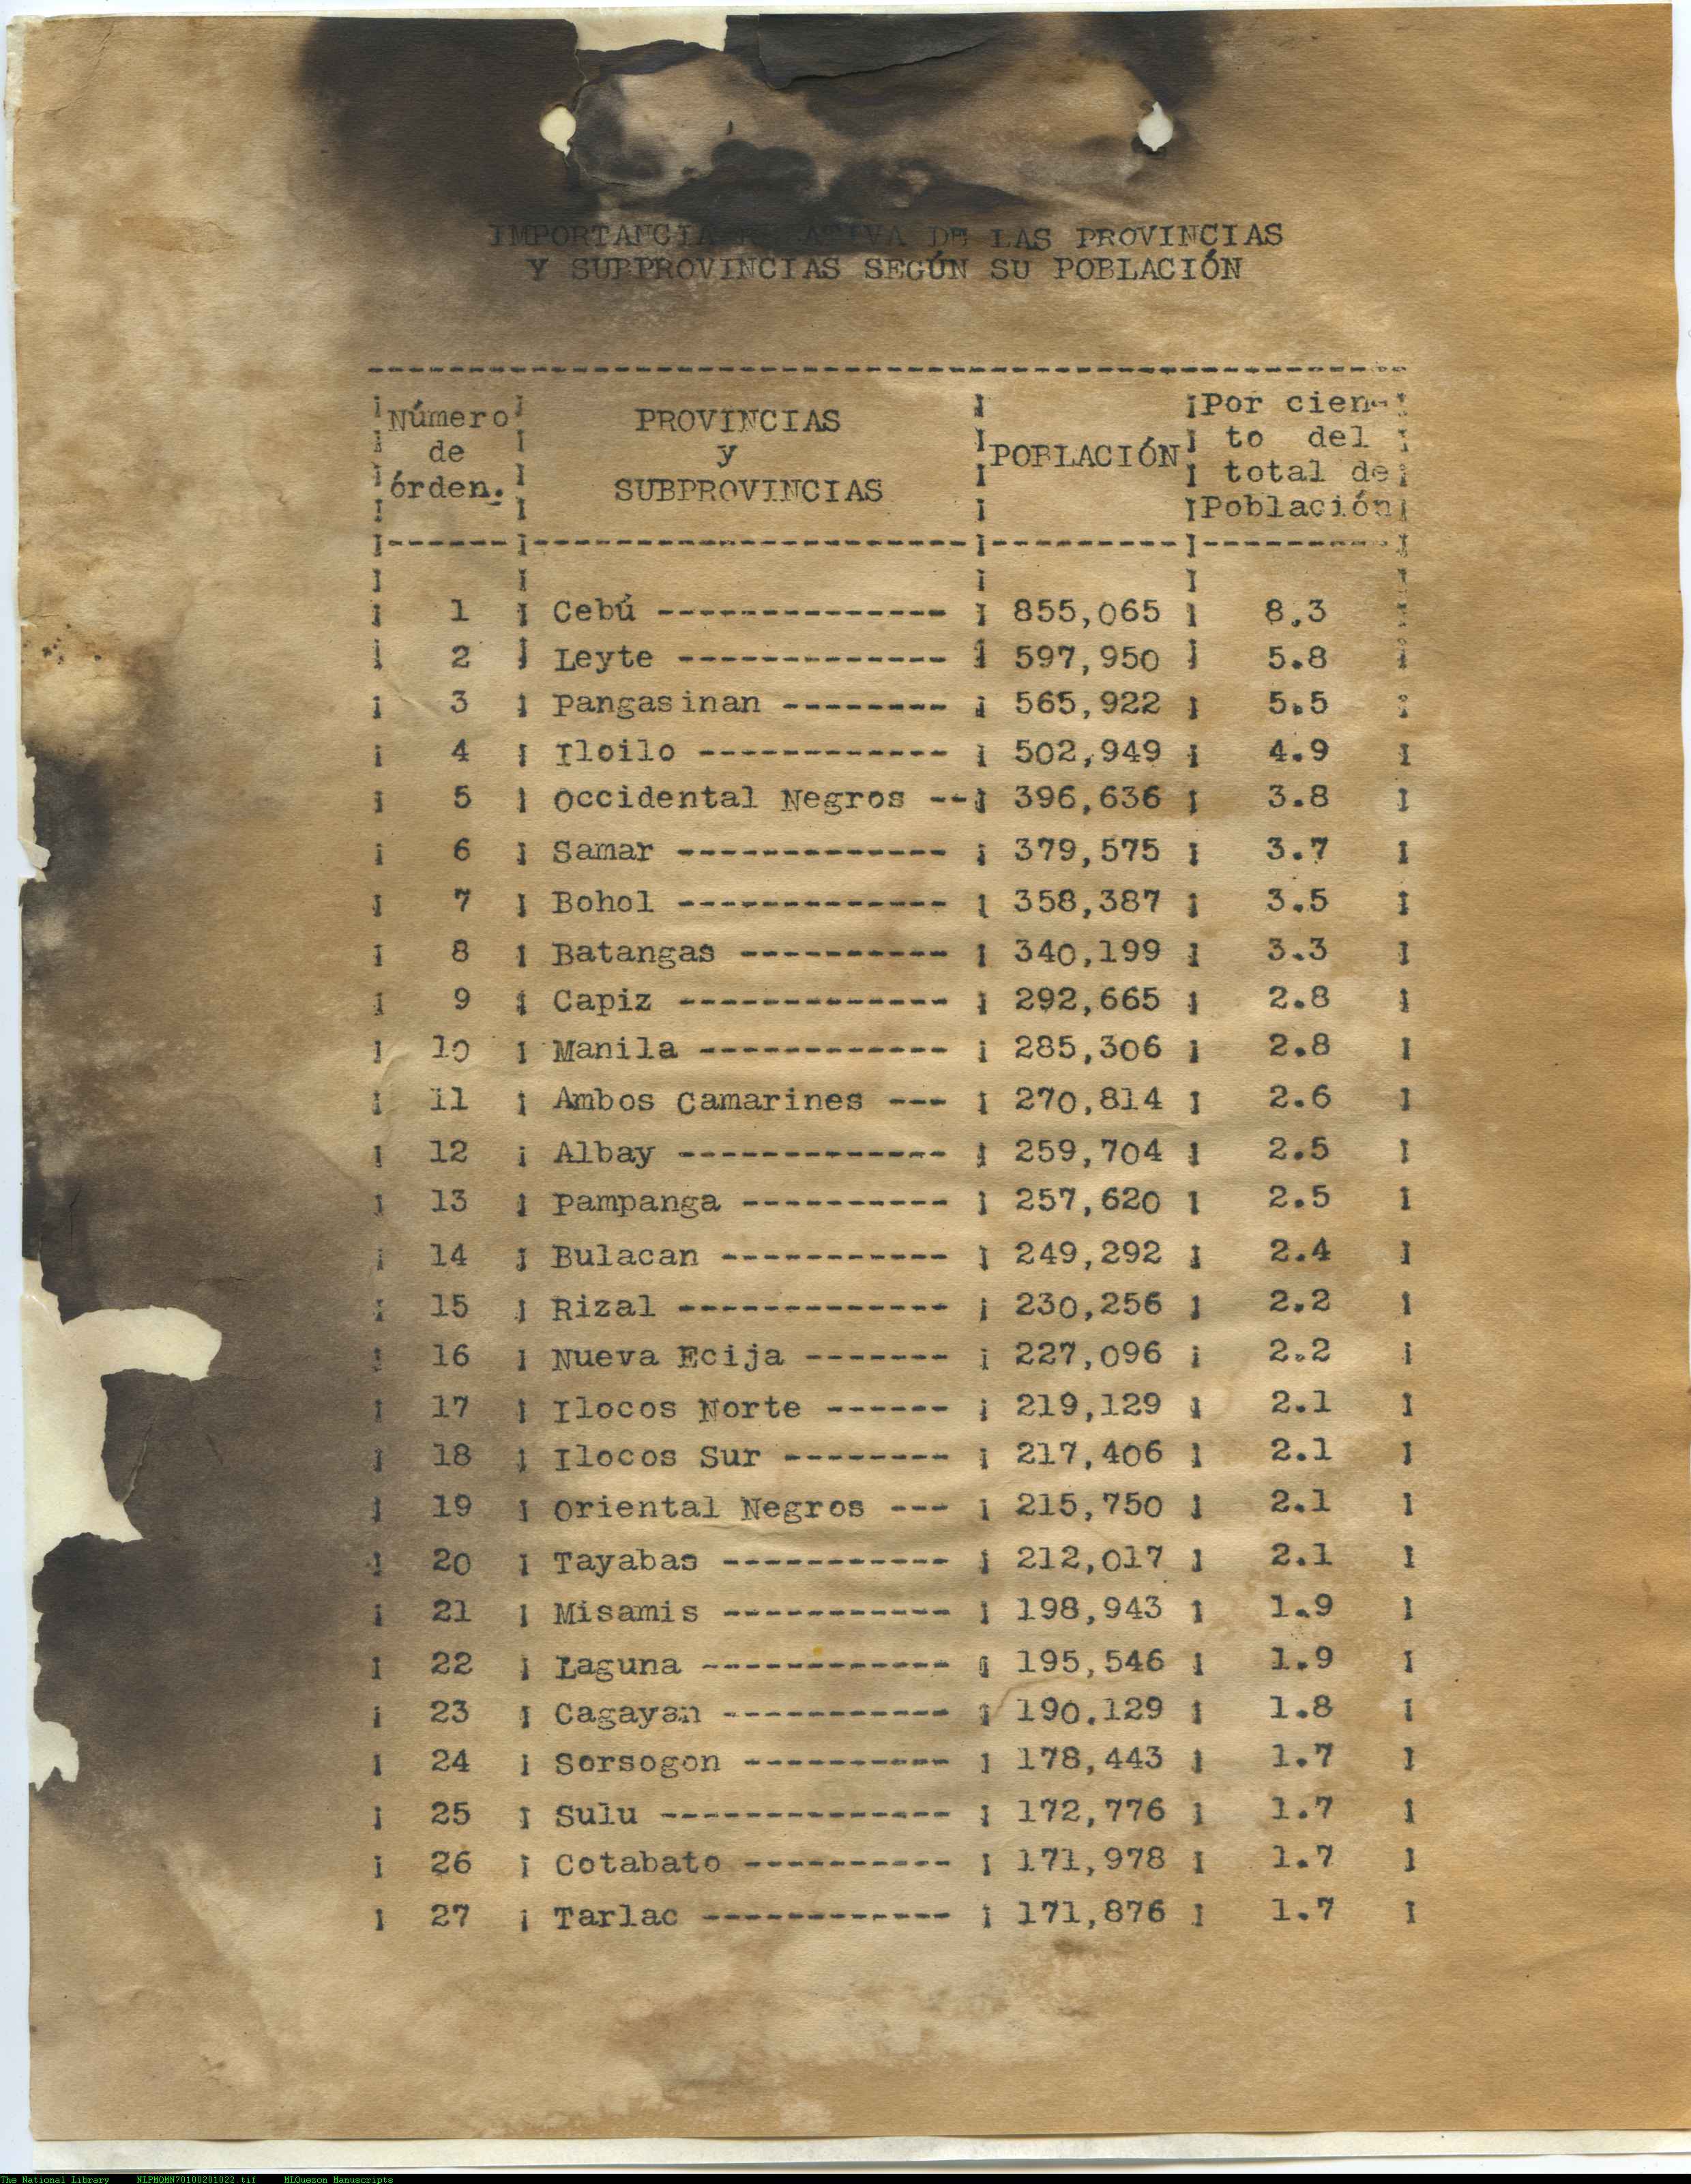 IMPORTANCIA DE LAS PROVINCIAS
Y SUBPROVINCIAS SEGÚN SU POBLACIÓN
Número de órden. PROVINCIAS y SUBPROVINCIAS POBLACIÓN Por cien-to del total de Población
1 Cebú -------------- 855,065 8.3
2 Leyte ------------- 597,950 5.8
3 Pangasinan -------- 565,922 5.5
4 Iloilo ------------ 502,949 4.9
5 Occidental Negros -- 396,636 3.8
6 Samar ------------- 379,575 3.7
7 Bohol ------------- 358,387 3.5
8 Batangas ---------- 340,199 3.3
9 Capiz ------------- 292,665 2.8
10 Manila ------------ 285,306 2.8
11 Ambos Camarines --- 270,814 2.6
12 Albay ------------- 259,704 2.5
13 Pampanga ---------- 257,620 2.5
14 Bulacan ----------- 249,292 2.4
15 Rizal ------------- 230,256 2.2
16 Nueva Ecija ------- 227,096 2.2
17 Ilocos Norte ------ 219,129 2.1
18 Ilocos Sur -------- 217,406 2.1
19 Oriental Negros --- 215,750 2.1
20 Tayabas ----------- 212,017 2.1
21 Misamis ----------- 198,943 1.9
22 Laguna ------------ 195,546 1.9
23 Cagayan ----------- 190.129 1.8
24 Sorsogon ---------- 178,443 1.7
25 Sulu -------------- 172,776 1.7
26 Cotabato ---------- 171,978 1.7
27 Tarlac ------------ 171,876 1.7
The National Library NLPMQMN70100201022.tif MLQuezon Manuscripts